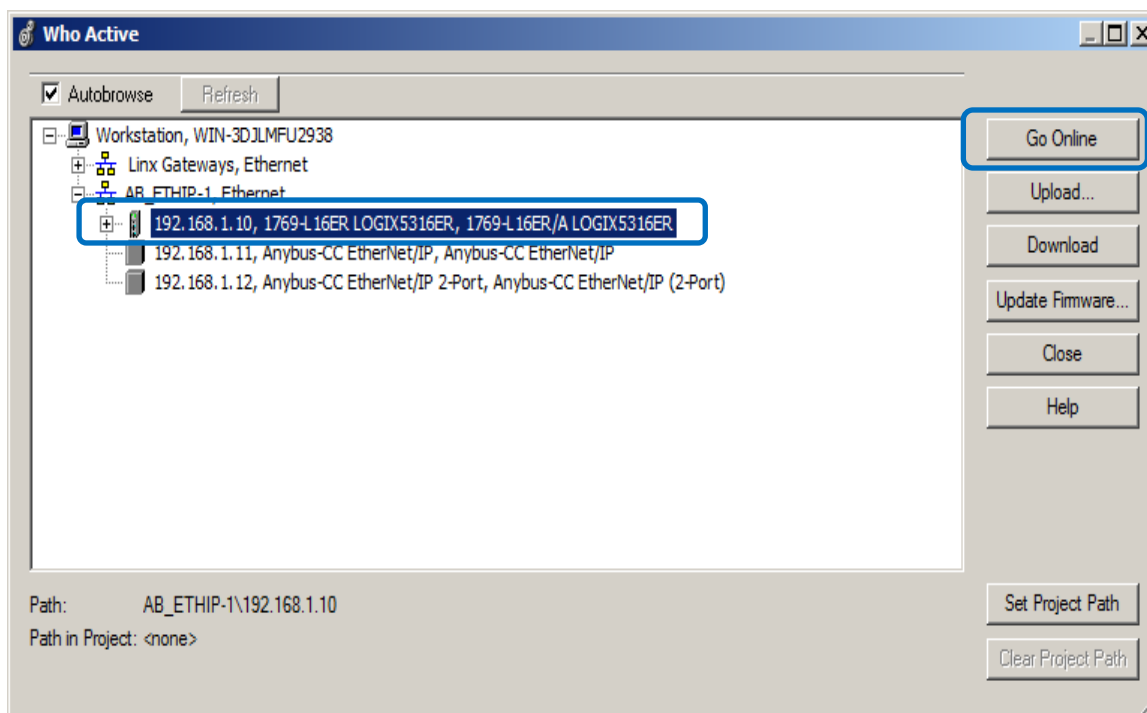 Who Active
Autobrowse
Refresh
Workstation, WIN-3DJLMFU2938
Linx Gateways, Ethernet
AB_ETHIP-1, Ethernet
192.168.1.10, 1769-L16ER LOGIX5316ER, 1769-L16ER/A LOGIX5316ER
192.168.1.11, Anybus-CC EtherNet/IP, Anybus-CC EtherNet/IP
192.168.1.12, Anybus-CC EtherNet/IP 2-Port, Anybus-CC EtherNet/IP (2-Port)
Go Online
Upload...
Download
Update Firmware...
Close
Help
Path: AB_ETHIP-1\192.168.1.10
Path in Project: <none>
Set Project Path
Clear Project Path